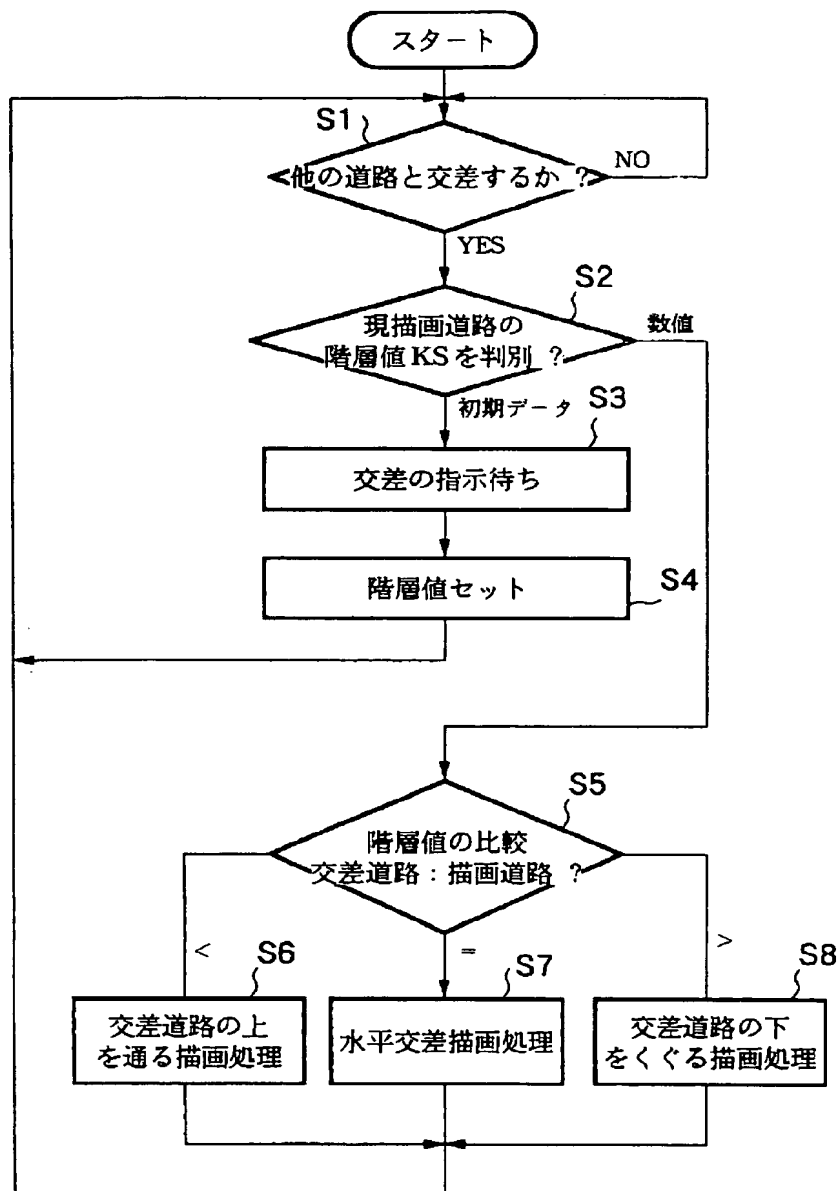 スタート
S1
他の道路と交差するか ?
NO
YES
S2
現描画道路の
階層値KSを判別 ?
数値
初期データ
S3
交差の指示待ち
階層値セット
S4
S5
階層値の比較
交差道路:描画道路 ?
<
=
>
S6
交差道路の上
を通る描画処理
S7
水平交差描画処理
S8
交差道路の下
をくぐる描画処理